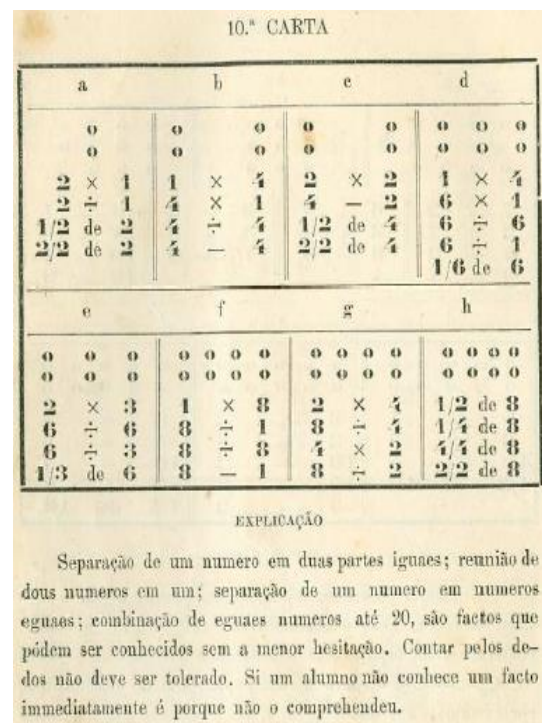 10.ª CARTA
a b c d
o o o o o o o o
o o o o o o o o
2 × 1 1 × 4 2 × 2 1 × 4
2 ÷ 1 4 × 1 4 — 2 6 × 1
1/2 de 2 4 ÷ 4 1/2 de 4 6 ÷ 6
2/2 de 2 4 — 4 2/2 de 4 6 ÷ 1
1/6 de 6
e f g h
o o o o o o o o o o o o o o o
o o o o o o o o o o o o o o o
2 × 3 1 × 8 2 × 4 1/2 de 8
6 ÷ 6 8 ÷ 1 8 ÷ 4 1/4 de 8
6 ÷ 3 8 ÷ 8 4 × 2 4/4 de 8
1/3 de 6 8 — 1 8 ÷ 2 2/2 de 8
EXPLICAÇÃO
Separação de um numero em duas partes iguaes; reunião de
dous numeros em um; separação de um numero em numeros
eguaes; combinação de eguaes numeros até 20, são factos que
pódem ser conhecidos sem a menor hesitação. Contar pelos de-
dos não deve ser tolerado. Si um alumno não conhece um facto
immediatamente é porque não o comprehendeu.